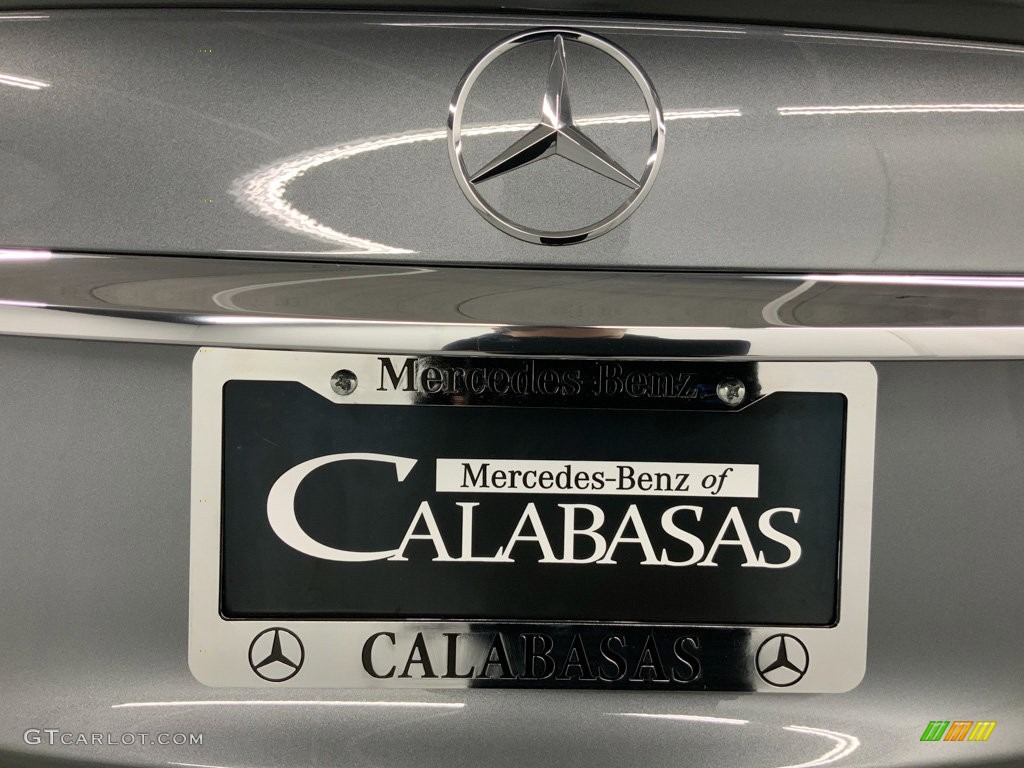 Mercedes Benz
Mercedes-Benz of
CALABASAS
CALABASAS
GTCARLOT.COM